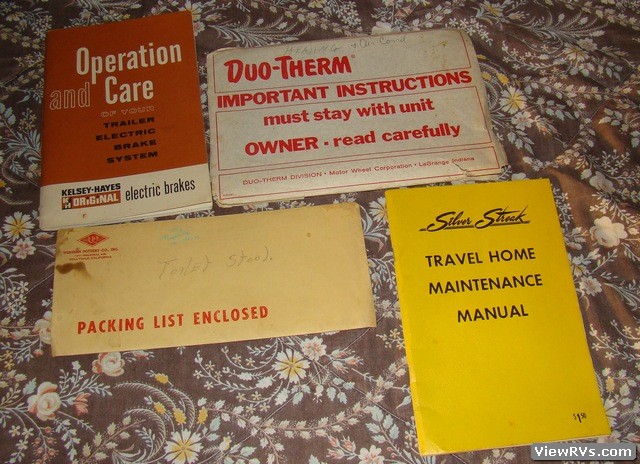 Operation
and Care
OF YOUR
TRAILER
ELECTRIC
BRAKE
SYSTEM
KELSEY-HAYES
ORIGINAL
electric brakes
DUO-THERM®
IMPORTANT INSTRUCTIONS
must stay with unit
OWNER • read carefully
DUO-THERM DIVISION • Motor Wheel Corporation • LaGrange Indiana
Toilet Stool.
PACKING LIST ENCLOSED
Silver Streak
TRAVEL HOME
MAINTENANCE
MANUAL
$1.50
ViewRVs.com